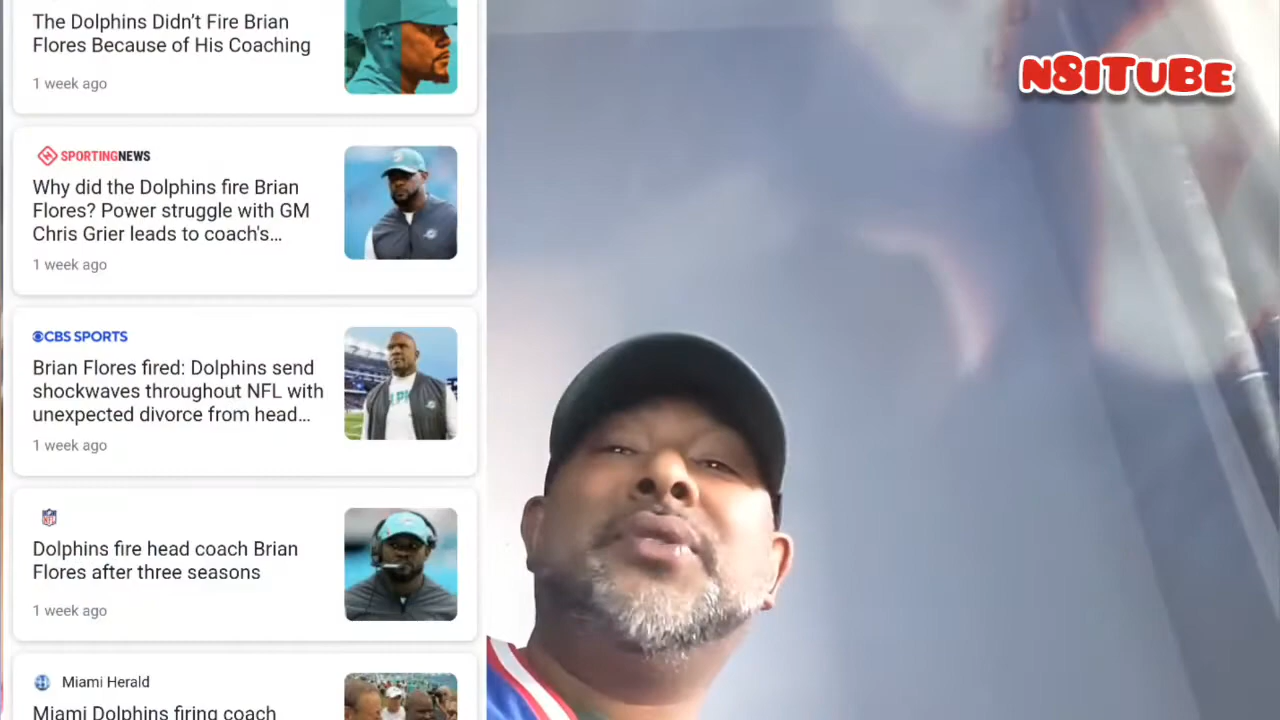 The Dolphins Didn’t Fire Brian
Flores Because of His Coaching
1 week ago
SPORTINGNEWS
Why did the Dolphins fire Brian
Flores? Power struggle with GM
Chris Grier leads to coach's...
1 week ago
CBS SPORTS
Brian Flores fired: Dolphins send
shockwaves throughout NFL with
unexpected divorce from head...
1 week ago
NFL
Dolphins fire head coach Brian
Flores after three seasons
1 week ago
Miami Herald
Miami Dolphins firing coach
N8ITUBE